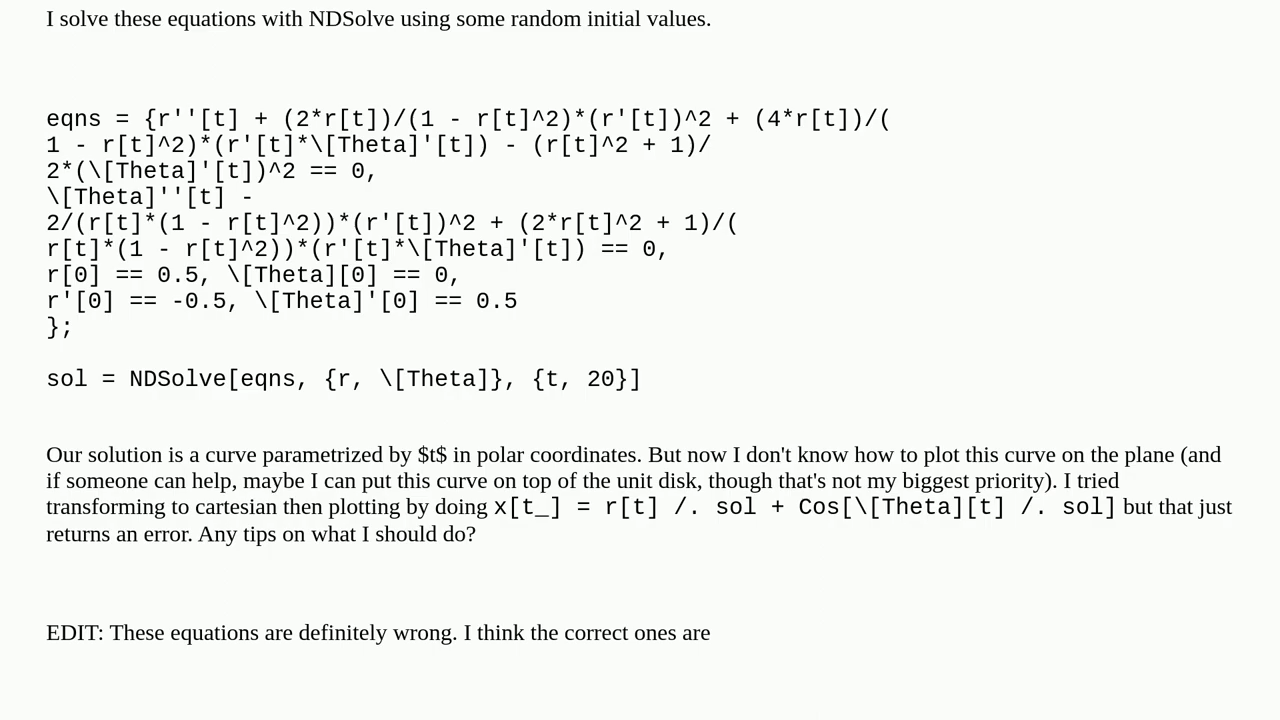 I solve these equations with NDSolve using some random initial values.
eqns = {r''[t] + (2*r[t])/(1 - r[t]^2)*(r'[t])^2 + (4*r[t])/(
1 - r[t]^2)*(r'[t]*\[Theta]'[t]) - (r[t]^2 + 1)/
2*(\[Theta]'[t])^2 == 0,
\[Theta]''[t] -
2/(r[t]*(1 - r[t]^2))*(r'[t])^2 + (2*r[t]^2 + 1)/(
r[t]*(1 - r[t]^2))*(r'[t]*\[Theta]'[t]) == 0,
r[0] == 0.5, \[Theta][0] == 0,
r'[0] == -0.5, \[Theta]'[0] == 0.5
};
sol = NDSolve[eqns, {r, \[Theta]}, {t, 20}]
Our solution is a curve parametrized by $t$ in polar coordinates. But now I don't know how to plot this curve on the plane (and
if someone can help, maybe I can put this curve on top of the unit disk, though that's not my biggest priority). I tried
transforming to cartesian then plotting by doing x[t_] = r[t] /. sol + Cos[\[Theta][t] /. sol] but that just
returns an error. Any tips on what I should do?
EDIT: These equations are definitely wrong. I think the correct ones are